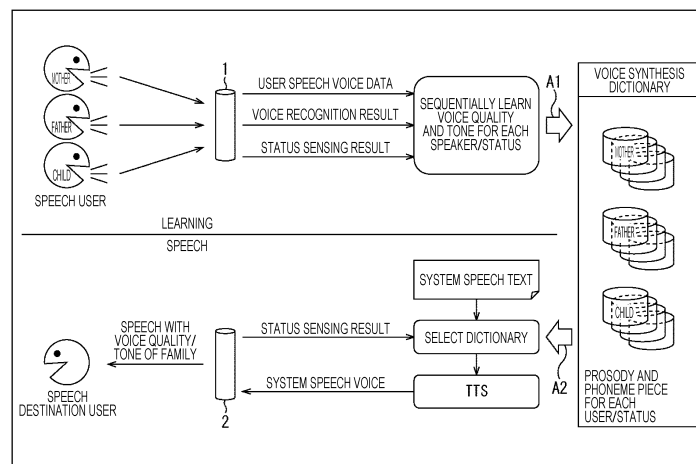 MOTHER
FATHER
CHILD
SPEECH USER
1
USER SPEECH VOICE DATA
VOICE RECOGNITION RESULT
STATUS SENSING RESULT
SEQUENTIALLY LEARN
VOICE QUALITY
AND TONE FOR EACH
SPEAKER/STATUS
A1
VOICE SYNTHESIS
DICTIONARY
MOTHER
FATHER
CHILD
PROSODY AND
PHONEME PIECE
FOR EACH
USER/STATUS
LEARNING
SPEECH
SYSTEM SPEECH TEXT
SPEECH WITH
VOICE QUALITY/
TONE OF FAMILY
STATUS SENSING RESULT
SELECT DICTIONARY
A2
SYSTEM SPEECH VOICE
TTS
SPEECH
DESTINATION USER
2